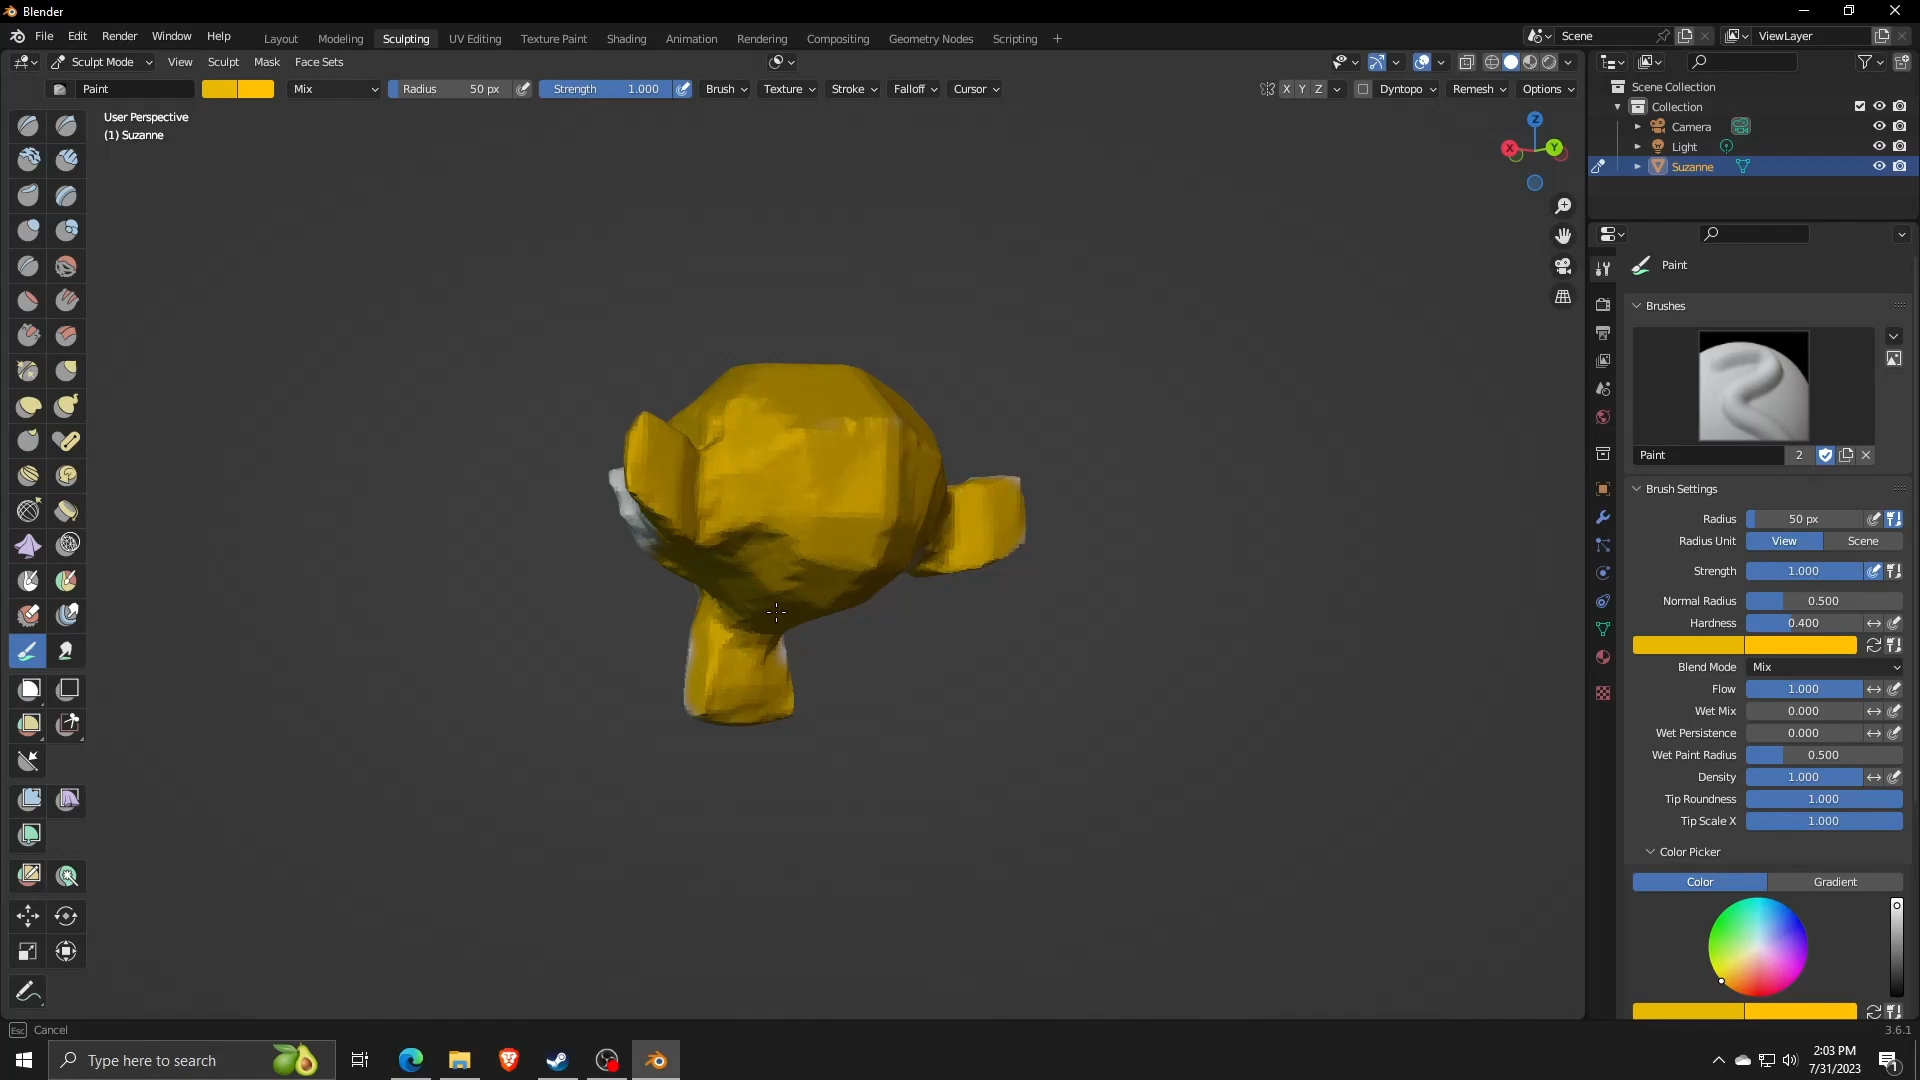 Blender
File Edit Render Window Help
Layout Modeling Sculpting UV Editing Texture Paint Shading Animation Rendering Compositing Geometry Nodes Scripting +
Scene
ViewLayer
Sculpt Mode View Sculpt Mask Face Sets
Paint Mix Radius 50 px Strength 1.000 Brush Texture Stroke Falloff Cursor X Y Z Dyntopo Remesh Options
User Perspective
(1) Suzanne
Z
X Y
Scene Collection
Collection
Camera
Light
Suzanne
Paint
Brushes
Paint 2
Brush Settings
Radius 50 px
Radius Unit View Scene
Strength 1.000
Normal Radius 0.500
Hardness 0.400
Blend Mode Mix
Flow 1.000
Wet Mix 0.000
Wet Persistence 0.000
Wet Paint Radius 0.500
Density 1.000
Tip Roundness 1.000
Tip Scale X 1.000
Color Picker
Color Gradient
Esc Cancel
3.6.1
Type here to search
2:03 PM
7/31/2023
1